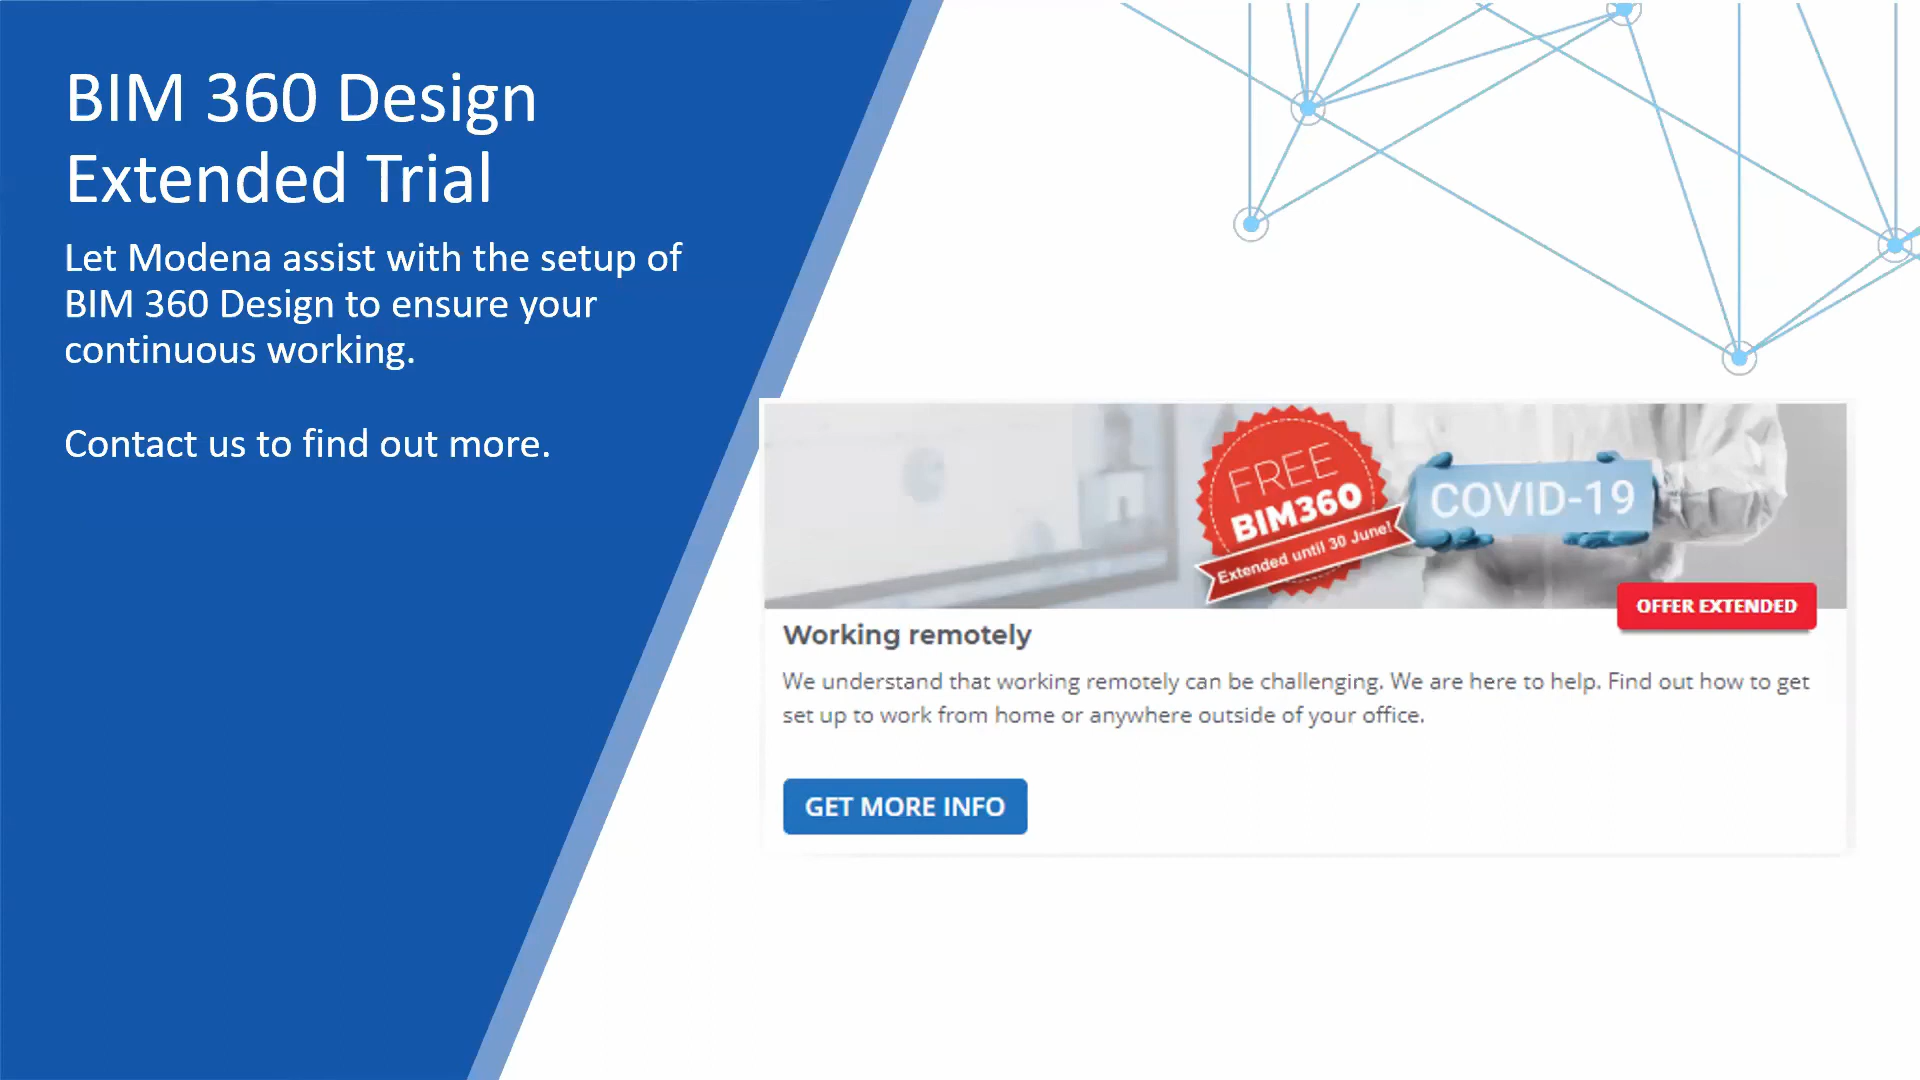 BIM 360 Design
Extended Trial
Let Modena assist with the setup of
BIM 360 Design to ensure your
continuous working.
Contact us to find out more.
FREE
BIM360
Extended until 30 June!
COVID-19
OFFER EXTENDED
Working remotely
We understand that working remotely can be challenging. We are here to help. Find out how to get
set up to work from home or anywhere outside of your office.
GET MORE INFO